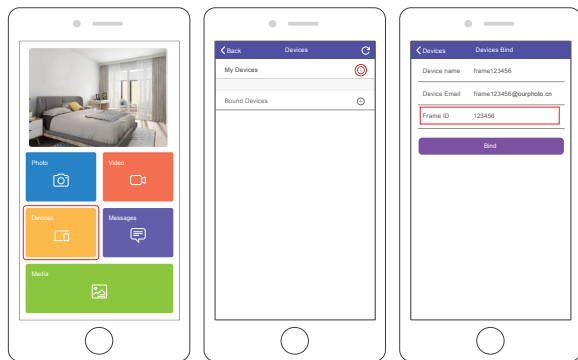 Photo
Video
Devices
Messages
Media
Back Devices
My Devices
Bound Devices
Devices Devices Bind
Device name frame123456
Device Email frame123456@ourphoto.cn
Frame ID 123456
Bind